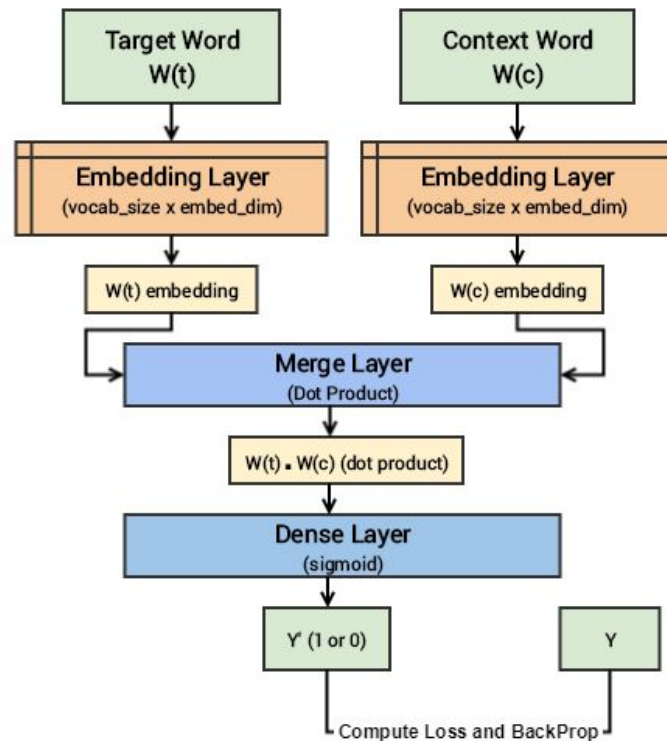 Target Word
W(t)
Context Word
W(c)
Embedding Layer
(vocab_size x embed_dim)
Embedding Layer
(vocab_size x embed_dim)
W(t) embedding
W(c) embedding
Merge Layer
(Dot Product)
W(t) . W(c) (dot product)
Dense Layer
(sigmoid)
Y' (1 or 0)
Y
Compute Loss and BackProp